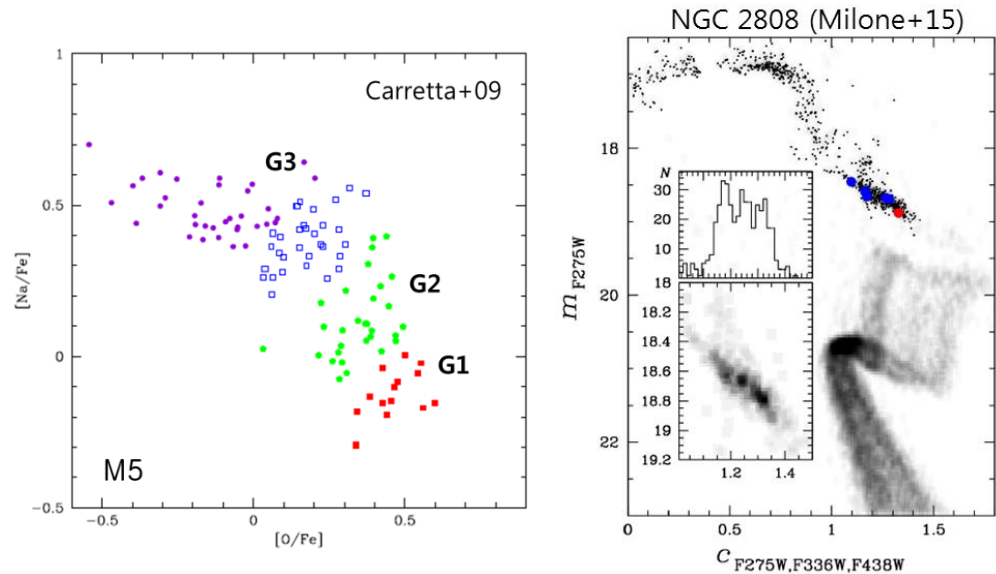 NGC 2808 (Milone+15)
Carretta+09
G3
G2
G1
M5
[Na/Fe]
1
0.5
0
−0.5
−0.5
0
0.5
[O/Fe]
m F275W
18
20
22
N
30
20
10
18
18.2
18.4
18.6
18.8
19
19.2
1.2
1.4
0
0.5
1
1.5
c F275W,F336W,F438W